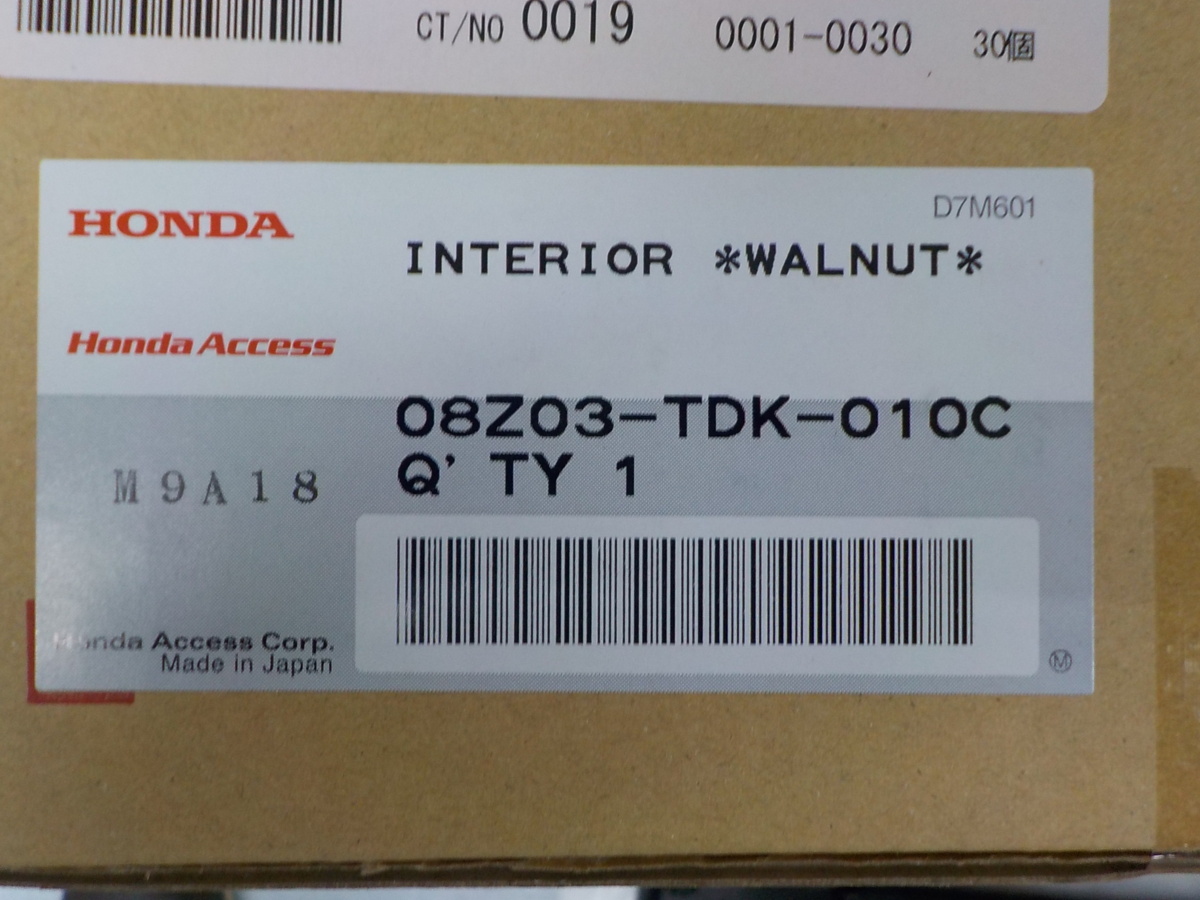 CT/NO 0019 0001-0030 30個
HONDA
D7M601
INTERIOR *WALNUT*
Honda Access
08Z03-TDK-010C
Q'TY 1
M9A18
Honda Access Corp.
Made in Japan
M